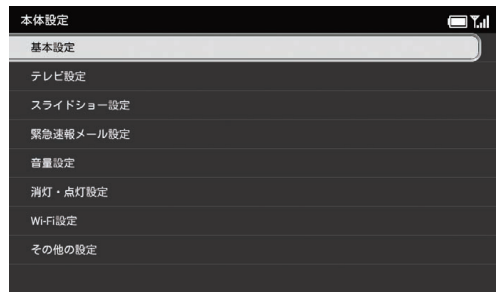 本体設定
基本設定
テレビ設定
スライドショー設定
緊急速報メール設定
音量設定
消灯・点灯設定
Wi-Fi設定
その他の設定